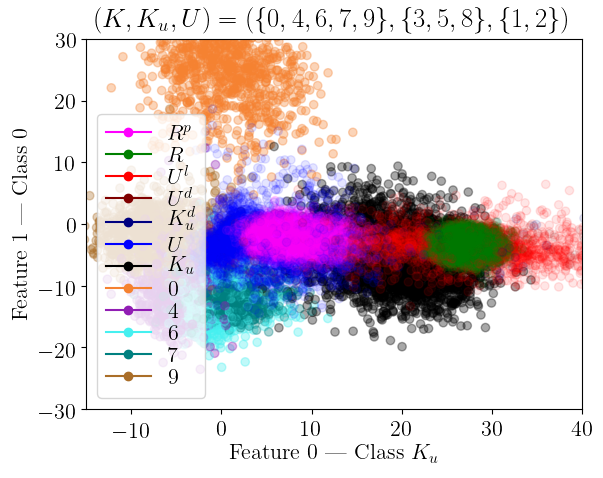 (K, K_u, U) = ({0, 4, 6, 7, 9}, {3, 5, 8}, {1, 2})
Feature 1 — Class 0
30
20
10
0
−10
−20
−30
R^p
R
U^l
U^d
K_u^d
U
K_u
0
4
6
7
9
−10
0
10
20
30
40
Feature 0 — Class K_u